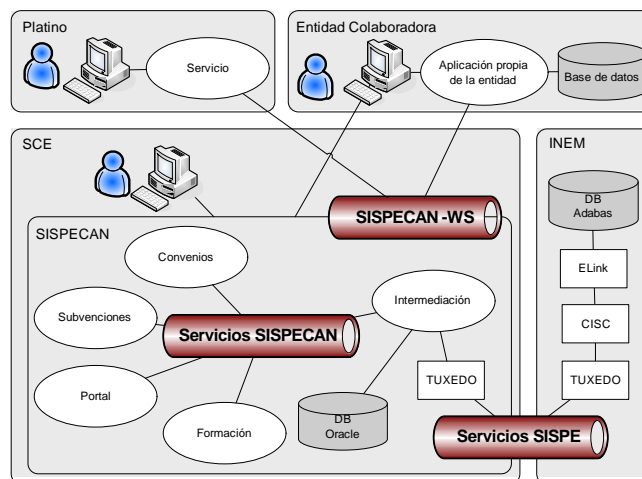 Platino
Servicio
Entidad Colaboradora
Aplicación propia
de la entidad
Base de datos
SCE
INEM
SISPECAN -WS
DB
Adabas
SISPECAN
Convenios
ELink
Intermediación
Subvenciones
Servicios SISPECAN
CISC
TUXEDO
TUXEDO
Portal
DB
Oracle
Formación
Servicios SISPE